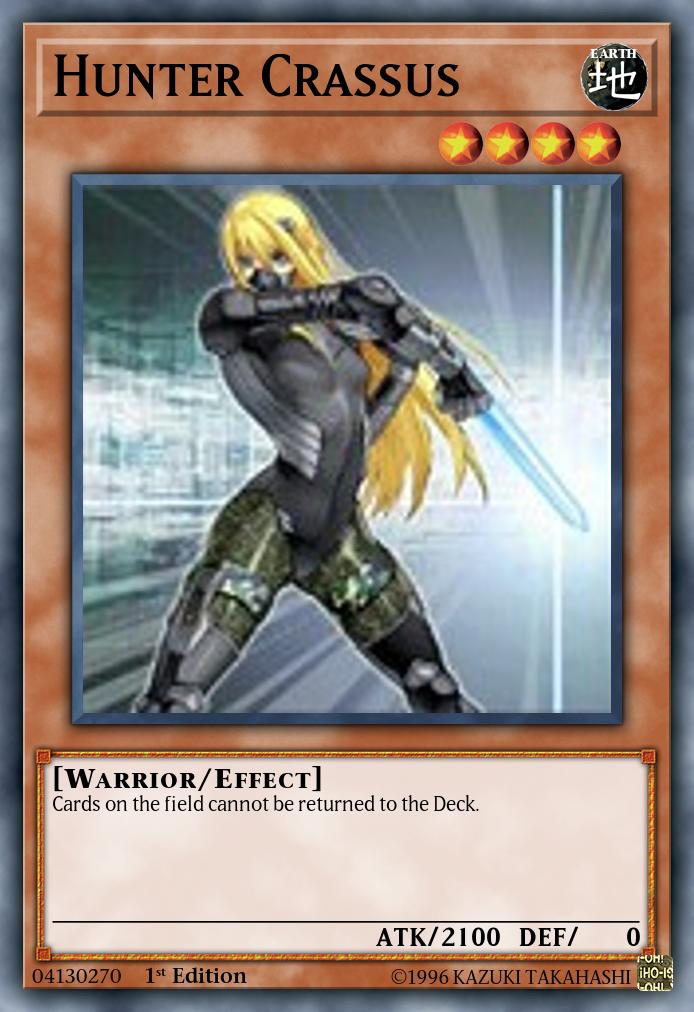 Hunter Crassus
EARTH
地
[Warrior/Effect]
Cards on the field cannot be returned to the Deck.
ATK/2100 DEF/ 0
04130270 1st Edition ©1996 KAZUKI TAKAHASHI